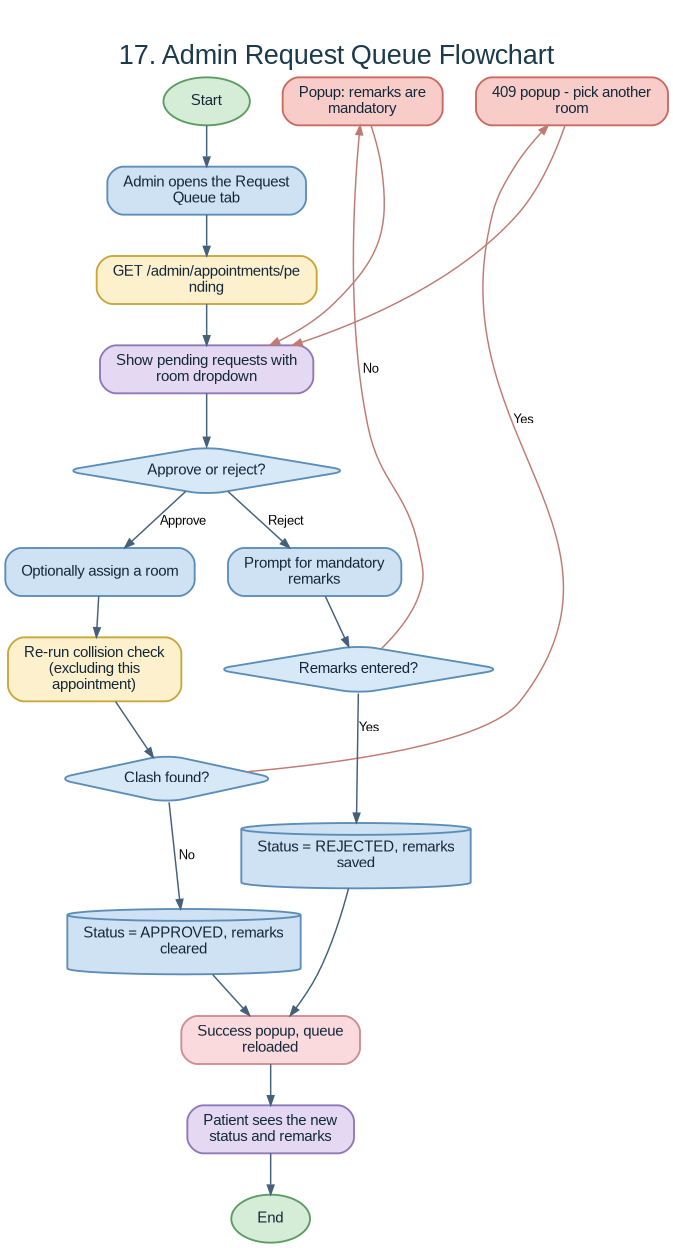 17. Admin Request Queue Flowchart
Start
Popup: remarks are
mandatory
409 popup - pick another
room
Admin opens the Request
Queue tab
GET /admin/appointments/pe
nding
Show pending requests with
room dropdown
No
Yes
Approve or reject?
Approve
Reject
Optionally assign a room
Prompt for mandatory
remarks
Re-run collision check
(excluding this
appointment)
Remarks entered?
Yes
Clash found?
No
Status = REJECTED, remarks
saved
Status = APPROVED, remarks
cleared
Success popup, queue
reloaded
Patient sees the new
status and remarks
End